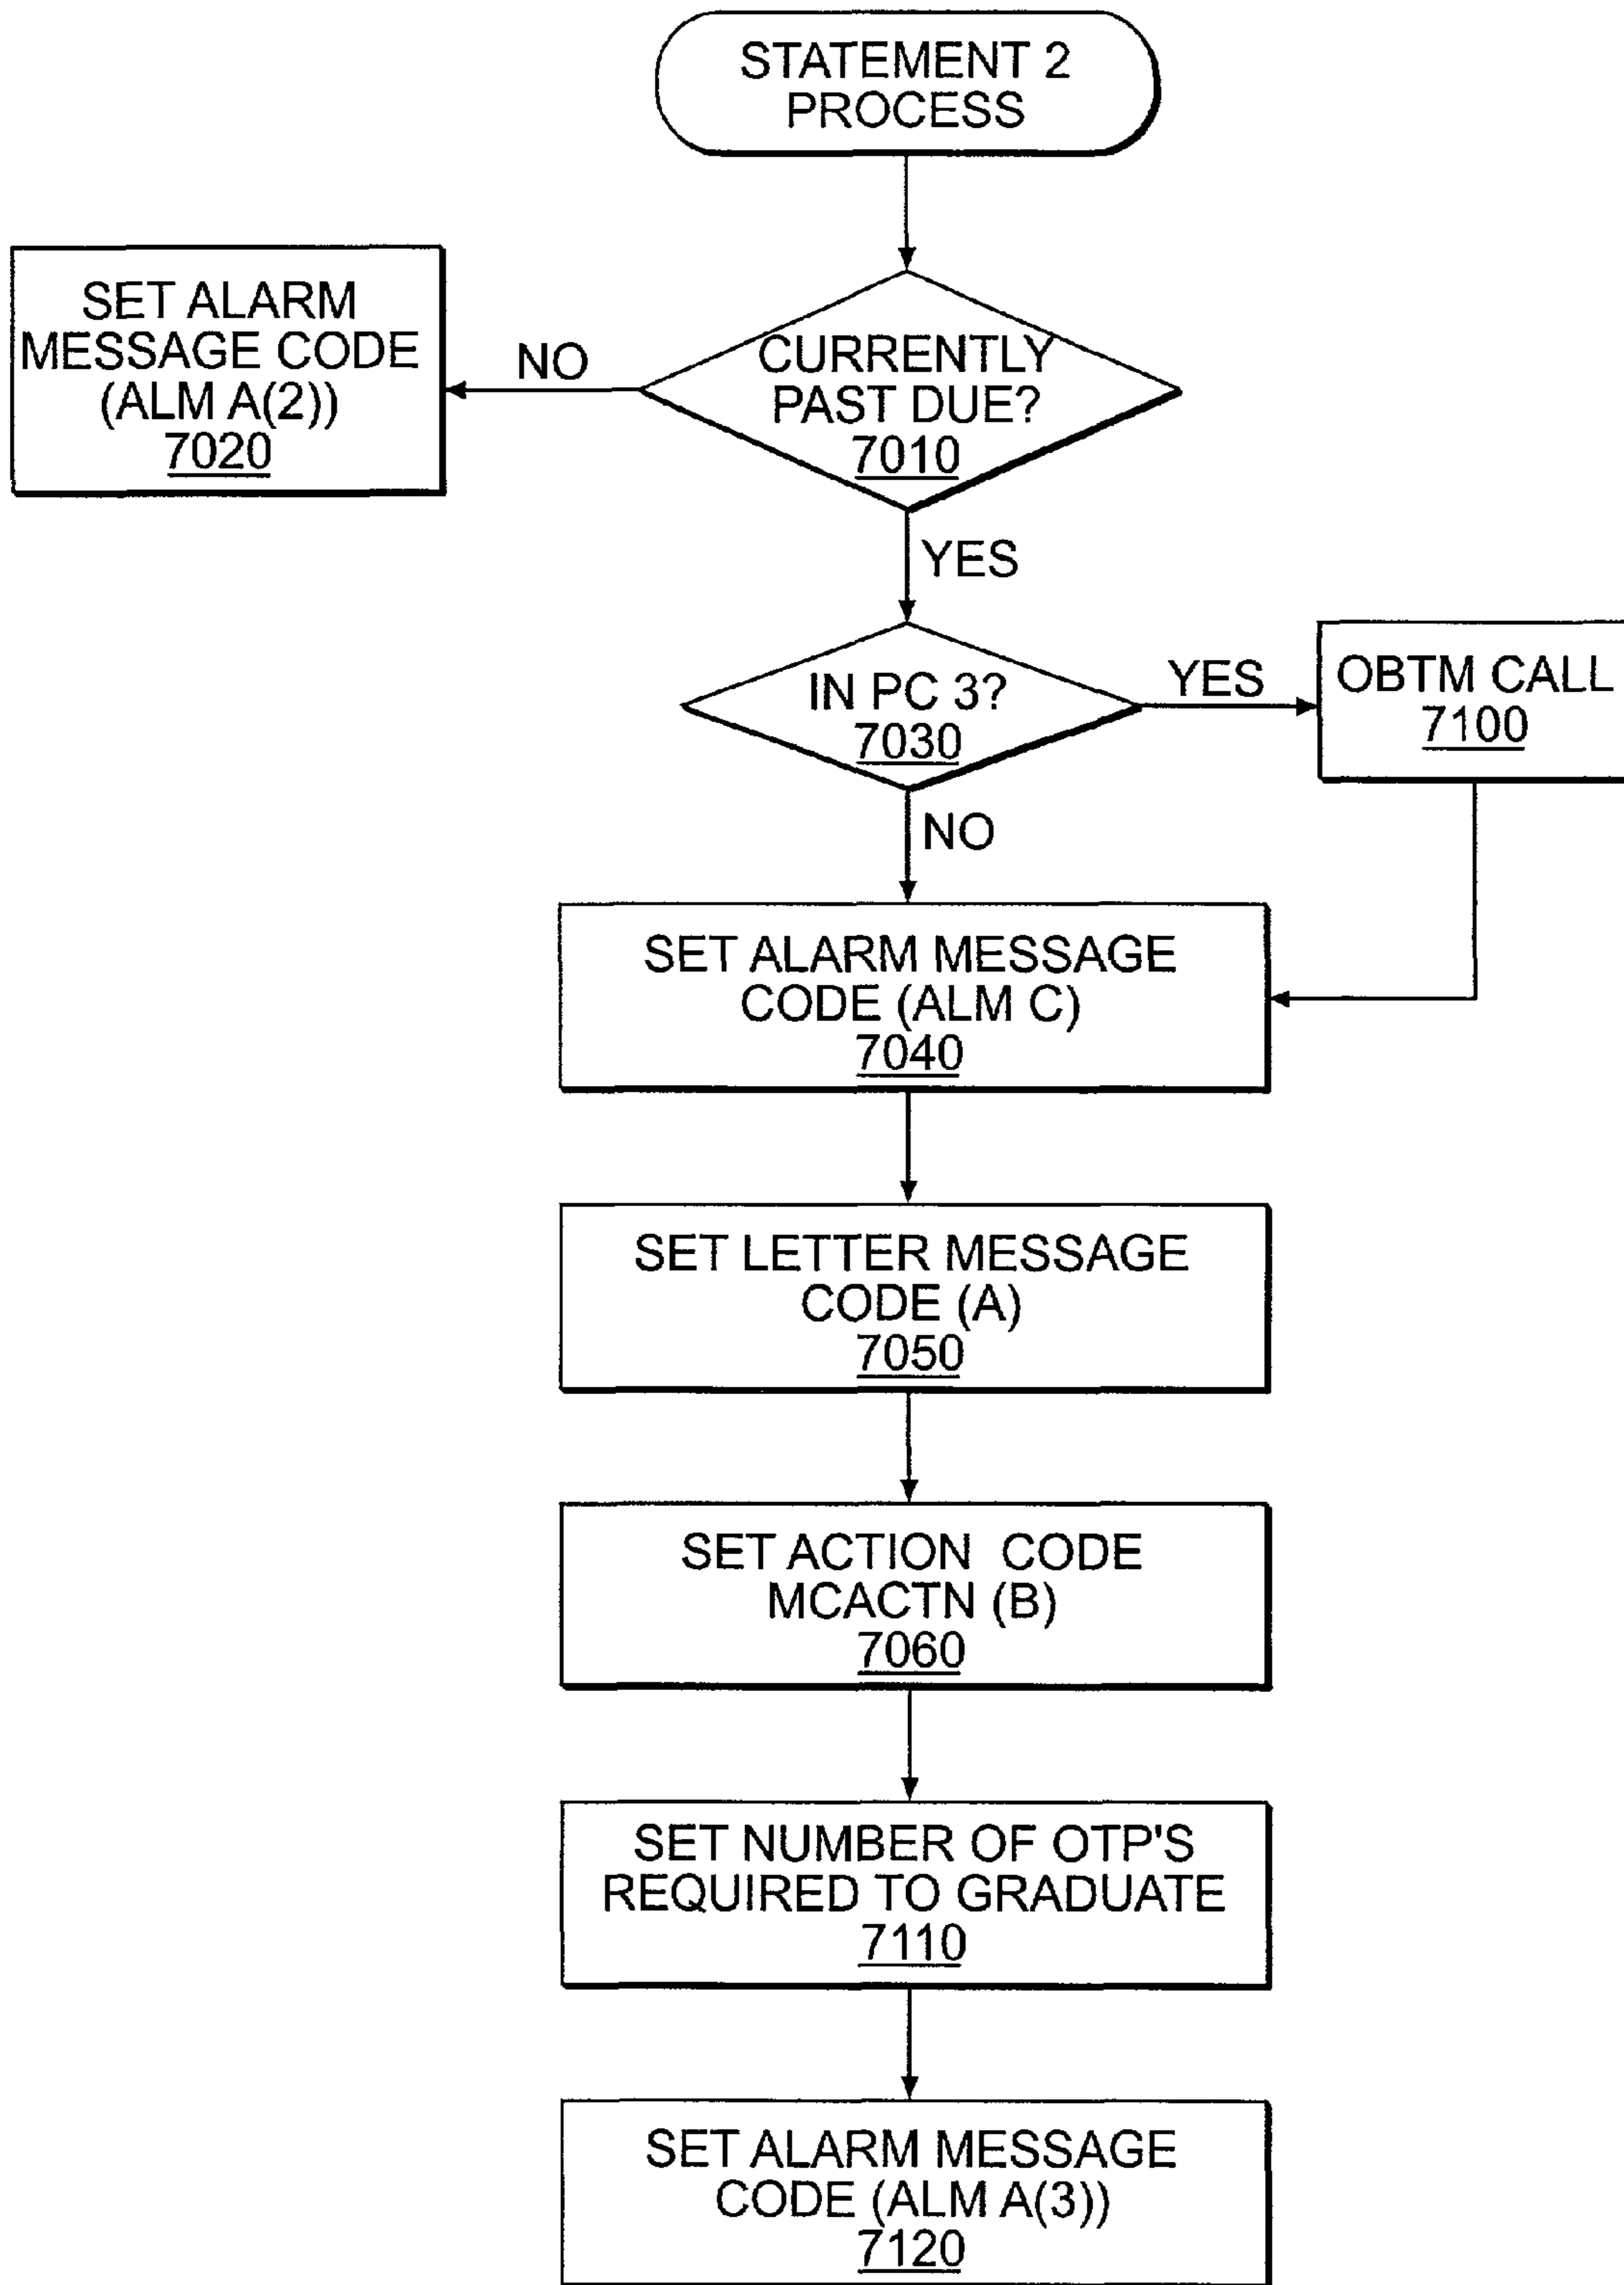 STATEMENT 2
PROCESS
SET ALARM
MESSAGE CODE
(ALM A(2))
7020
NO
CURRENTLY
PAST DUE?
7010
YES
IN PC 3?
7030
YES
OBTM CALL
7100
NO
SET ALARM MESSAGE
CODE (ALM C)
7040
SET LETTER MESSAGE
CODE (A)
7050
SET ACTION CODE
MCACTN (B)
7060
SET NUMBER OF OTP'S
REQUIRED TO GRADUATE
7110
SET ALARM MESSAGE
CODE (ALM A(3))
7120